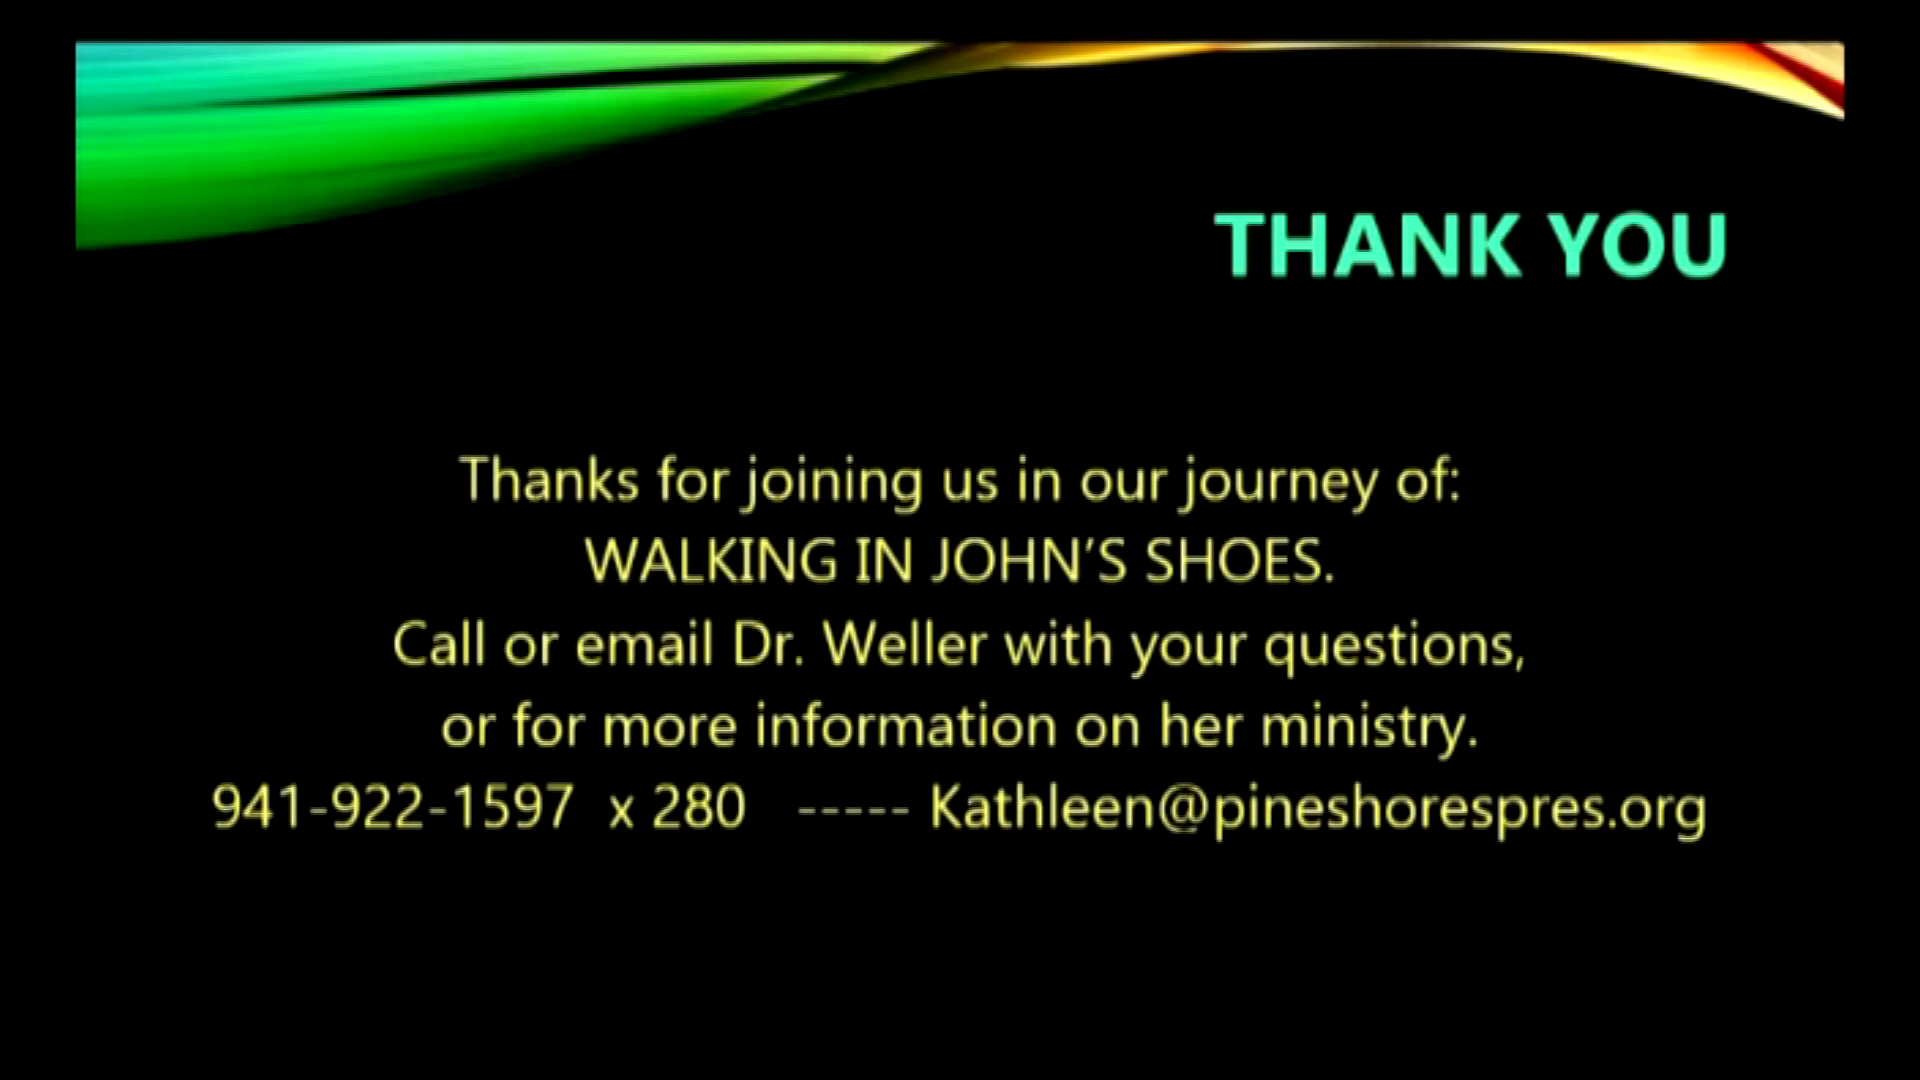 THANK YOU
Thanks for joining us in our journey of:
WALKING IN JOHN’S SHOES.
Call or email Dr. Weller with your questions,
or for more information on her ministry.
941-922-1597  x 280   ----- Kathleen@pineshorespres.org